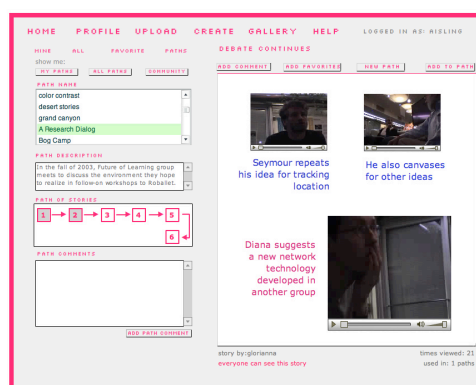 HOME PROFILE UPLOAD CREATE GALLERY HELP LOGGED IN AS: AISLING
MINE ALL FAVORITE PATHS
show me:
MY PATHS ALL PATHS COMMUNITY
PATH NAME
color contrast
desert stories
grand canyon
A Research Dialog
Bog Camp
PATH DESCRIPTION
In the fall of 2003, Future of Learning group
meets to discuss the environment they hope
to realize in follow-on workshops to Roballet.
PATH OF STORIES
1 2 3 4 5
6
PATH COMMENTS
ADD PATH COMMENT
DEBATE CONTINUES
ADD COMMENT ADD FAVORITES NEW PATH ADD TO PATH
Seymour repeats
his idea for tracking
location
He also canvases
for other ideas
Diana suggests
a new network
technology
developed in
another group
story by:glorianna times viewed: 21
everyone can see this story used in: 1 paths